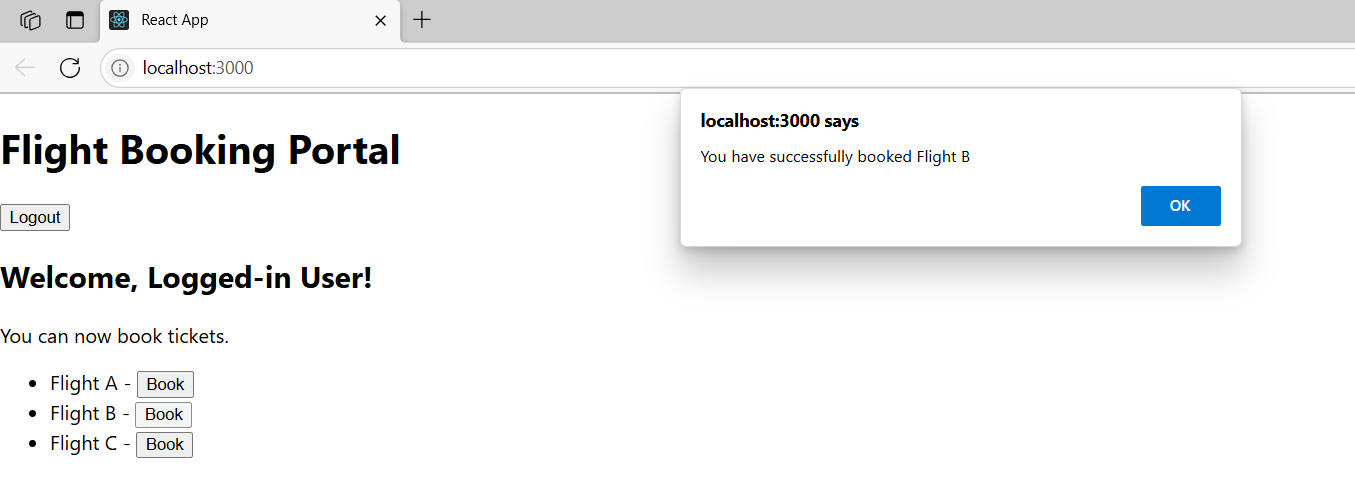 React App
localhost:3000
localhost:3000 says
You have successfully booked Flight B
OK
Flight Booking Portal
Logout
Welcome, Logged-in User!
You can now book tickets.
Flight A - Book
Flight B - Book
Flight C - Book